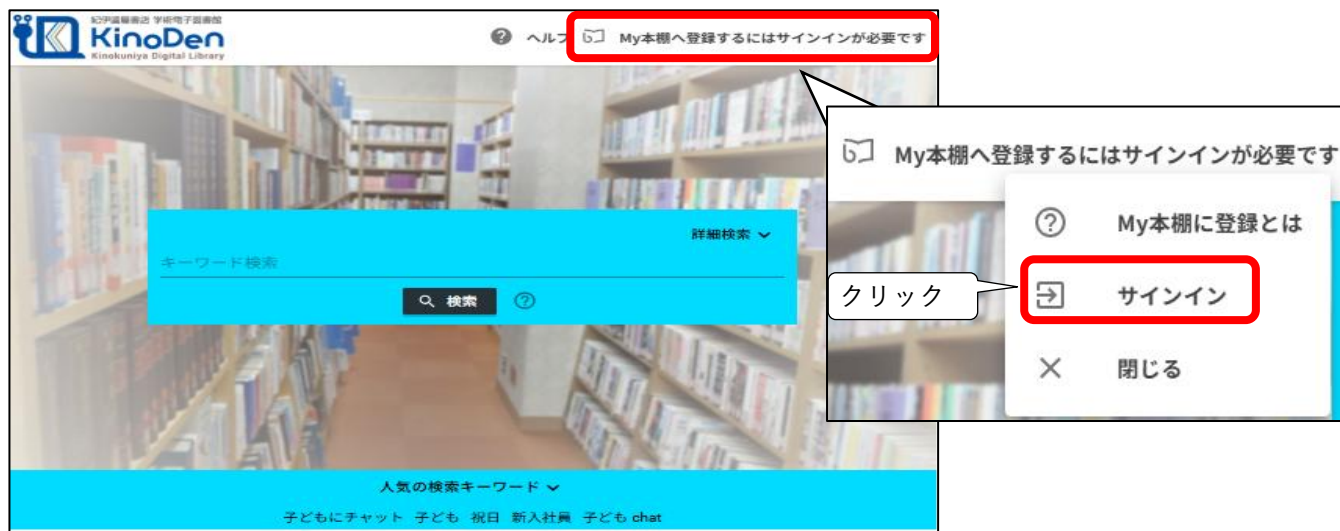 紀伊國屋書店 学術電子図書館
KinoDen
Kinokuniya Digital Library
ヘルプ
My本棚へ登録するにはサインインが必要です
詳細検索
キーワード検索
検索
人気の検索キーワード
子どもにチャット 子ども 祝日 新入社員 子ども chat
My本棚へ登録するにはサインインが必要です
My本棚に登録とは
クリック
サインイン
閉じる